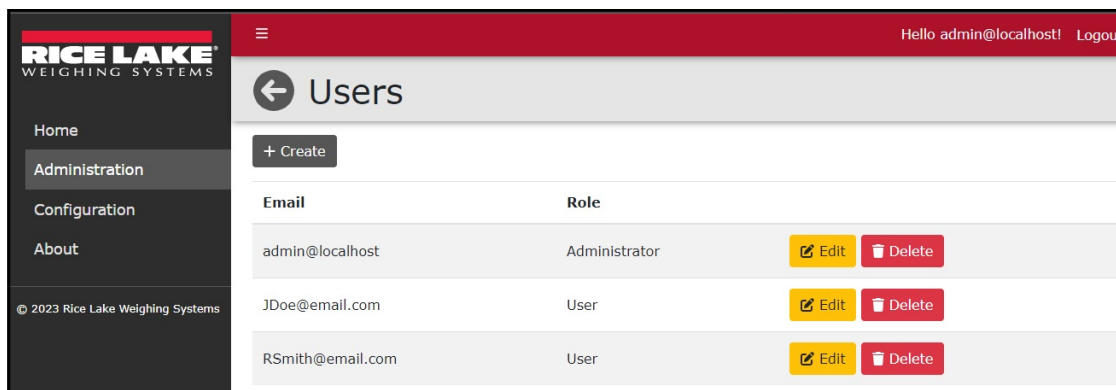 RICE LAKE®
WEIGHING SYSTEMS
Home
Administration
Configuration
About
© 2023 Rice Lake Weighing Systems
Hello admin@localhost! Logou
Users
+ Create
Email Role
admin@localhost Administrator Edit Delete
JDoe@email.com User Edit Delete
RSmith@email.com User Edit Delete